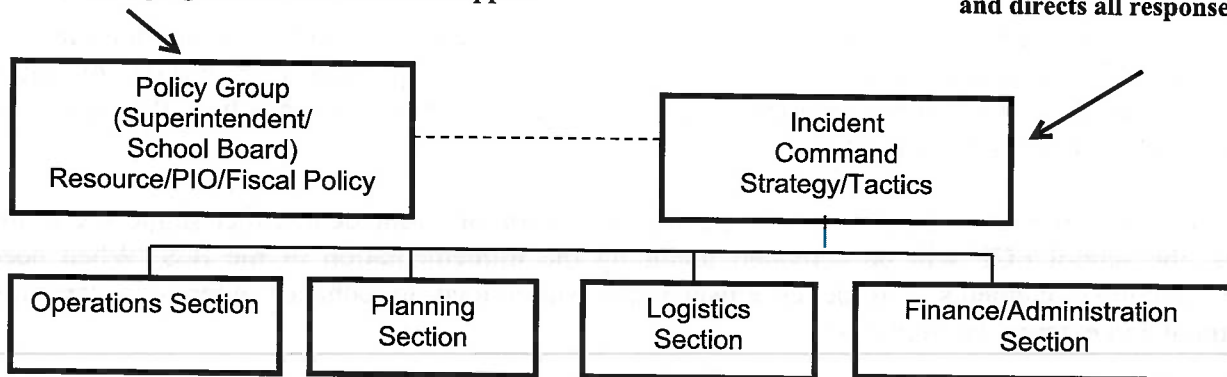 and directs all response
Policy Group
(Superintendent/
School Board)
Resource/PIO/Fiscal Policy
Incident
Command
Strategy/Tactics
Operations Section
Planning
Section
Logistics
Section
Finance/Administration
Section